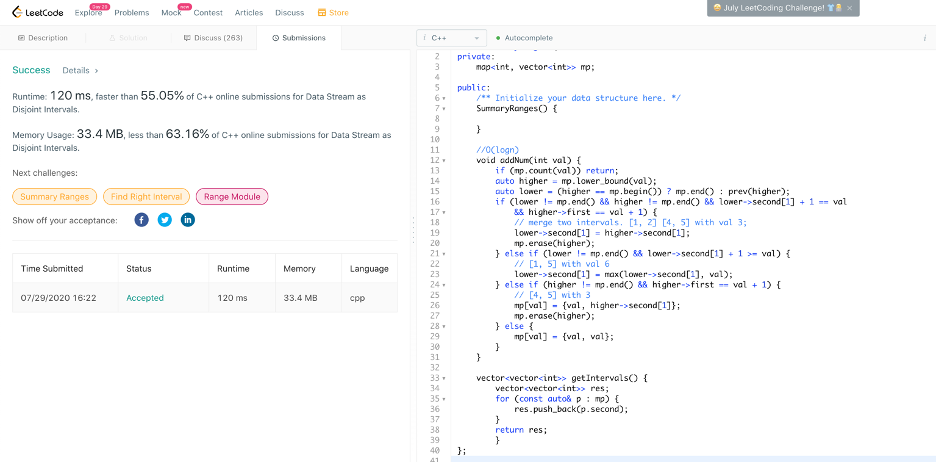 LeetCode
Day 29
Explore
Problems
new
Mock
Contest
Articles
Discuss
Store
😀 July LeetCoding Challenge! ×
Description
Solution
Discuss (263)
Submissions
i C++
Autocomplete
i
Success
Details >
Runtime: 120 ms, faster than 55.05% of C++ online submissions for Data Stream as
Disjoint Intervals.
Memory Usage: 33.4 MB, less than 63.16% of C++ online submissions for Data Stream as
Disjoint Intervals.
Next challenges:
Summary Ranges
Find Right Interval
Range Module
Show off your acceptance:
Time Submitted Status Runtime Memory Language
07/29/2020 16:22 Accepted 120 ms 33.4 MB cpp
2 private:
3 map<int, vector<int>> mp;
4
5 public:
6 /** Initialize your data structure here. */
7 SummaryRanges() {
8
9 }
10
11 //O(logn)
12 void addNum(int val) {
13 if (mp.count(val)) return;
14 auto higher = mp.lower_bound(val);
15 auto lower = (higher == mp.begin()) ? mp.end() : prev(higher);
16 if (lower != mp.end() && higher != mp.end() && lower->second[1] + 1 == val
17 && higher->first == val + 1) {
18 // merge two intervals. [1, 2] [4, 5] with val 3;
19 lower->second[1] = higher->second[1];
20 mp.erase(higher);
21 } else if (lower != mp.end() && lower->second[1] + 1 >= val) {
22 // [1, 5] with val 6
23 lower->second[1] = max(lower->second[1], val);
24 } else if (higher != mp.end() && higher->first == val + 1) {
25 // [4, 5] with 3
26 mp[val] = {val, higher->second[1]};
27 mp.erase(higher);
28 } else {
29 mp[val] = {val, val};
30 }
31 }
32
33 vector<vector<int>> getIntervals() {
34 vector<vector<int>> res;
35 for (const auto& p : mp) {
36 res.push_back(p.second);
37 }
38 return res;
39 }
40 };
41